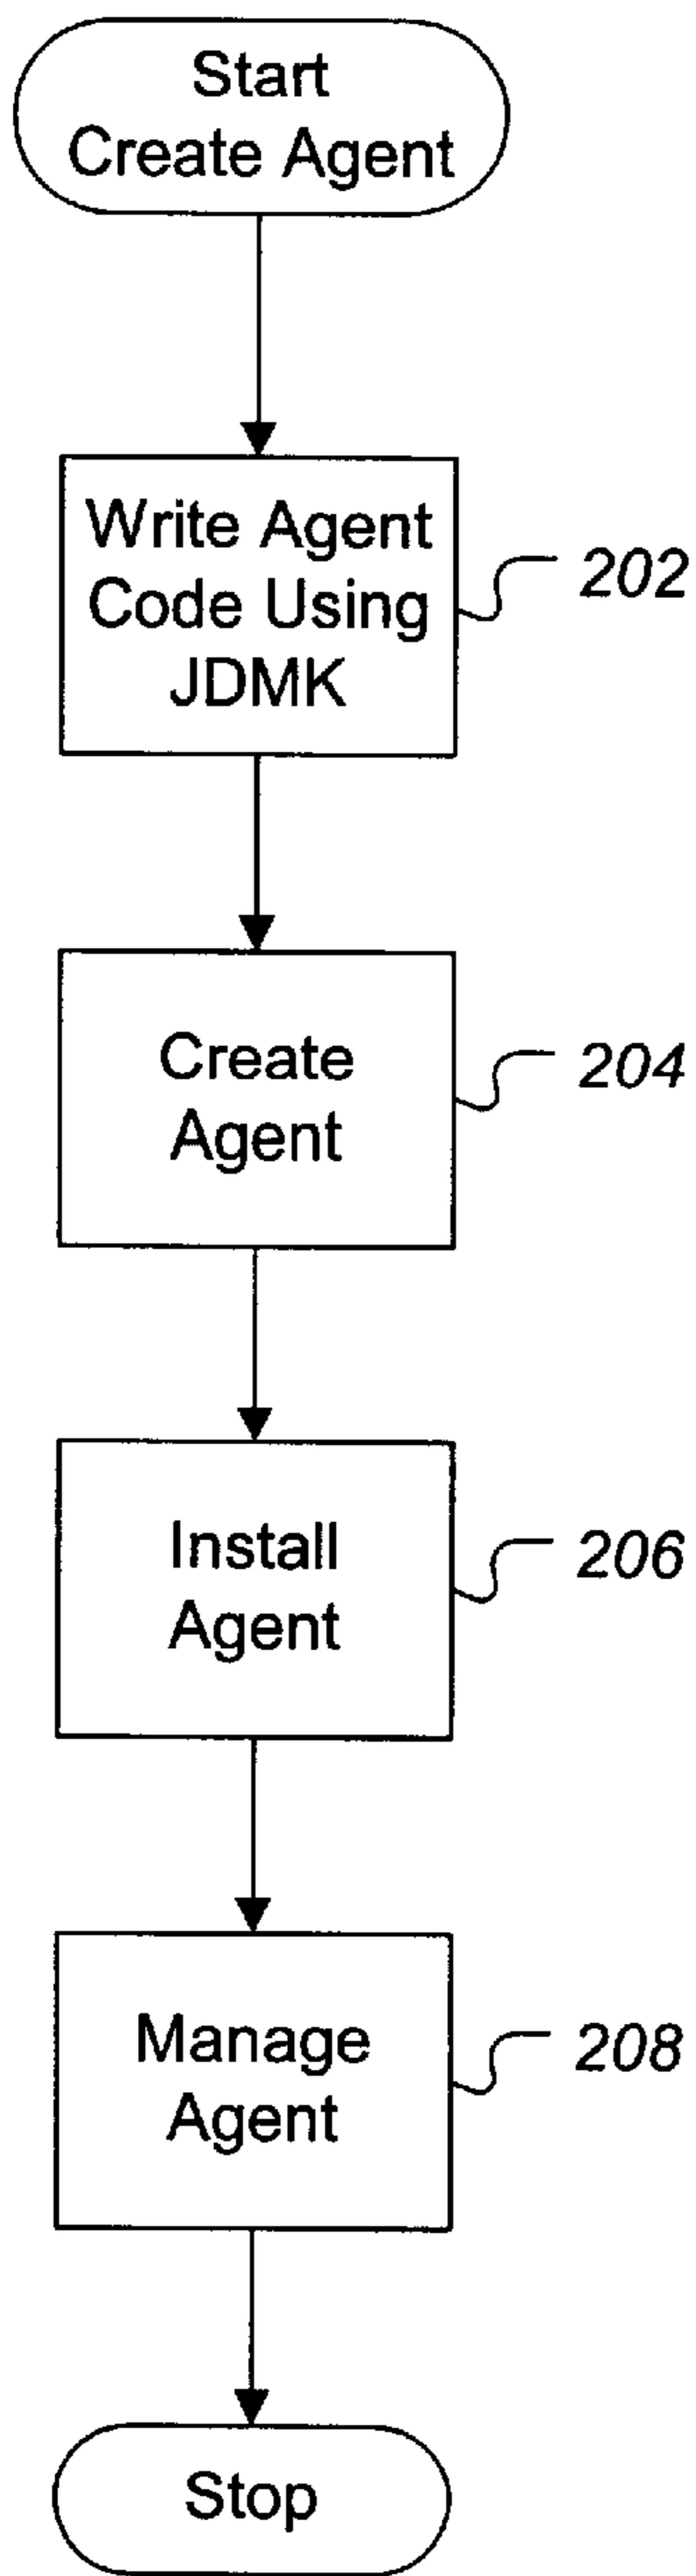 Start
Create Agent
Write Agent
Code Using
JDMK
202
Create
Agent
204
Install
Agent
206
Manage
Agent
208
Stop